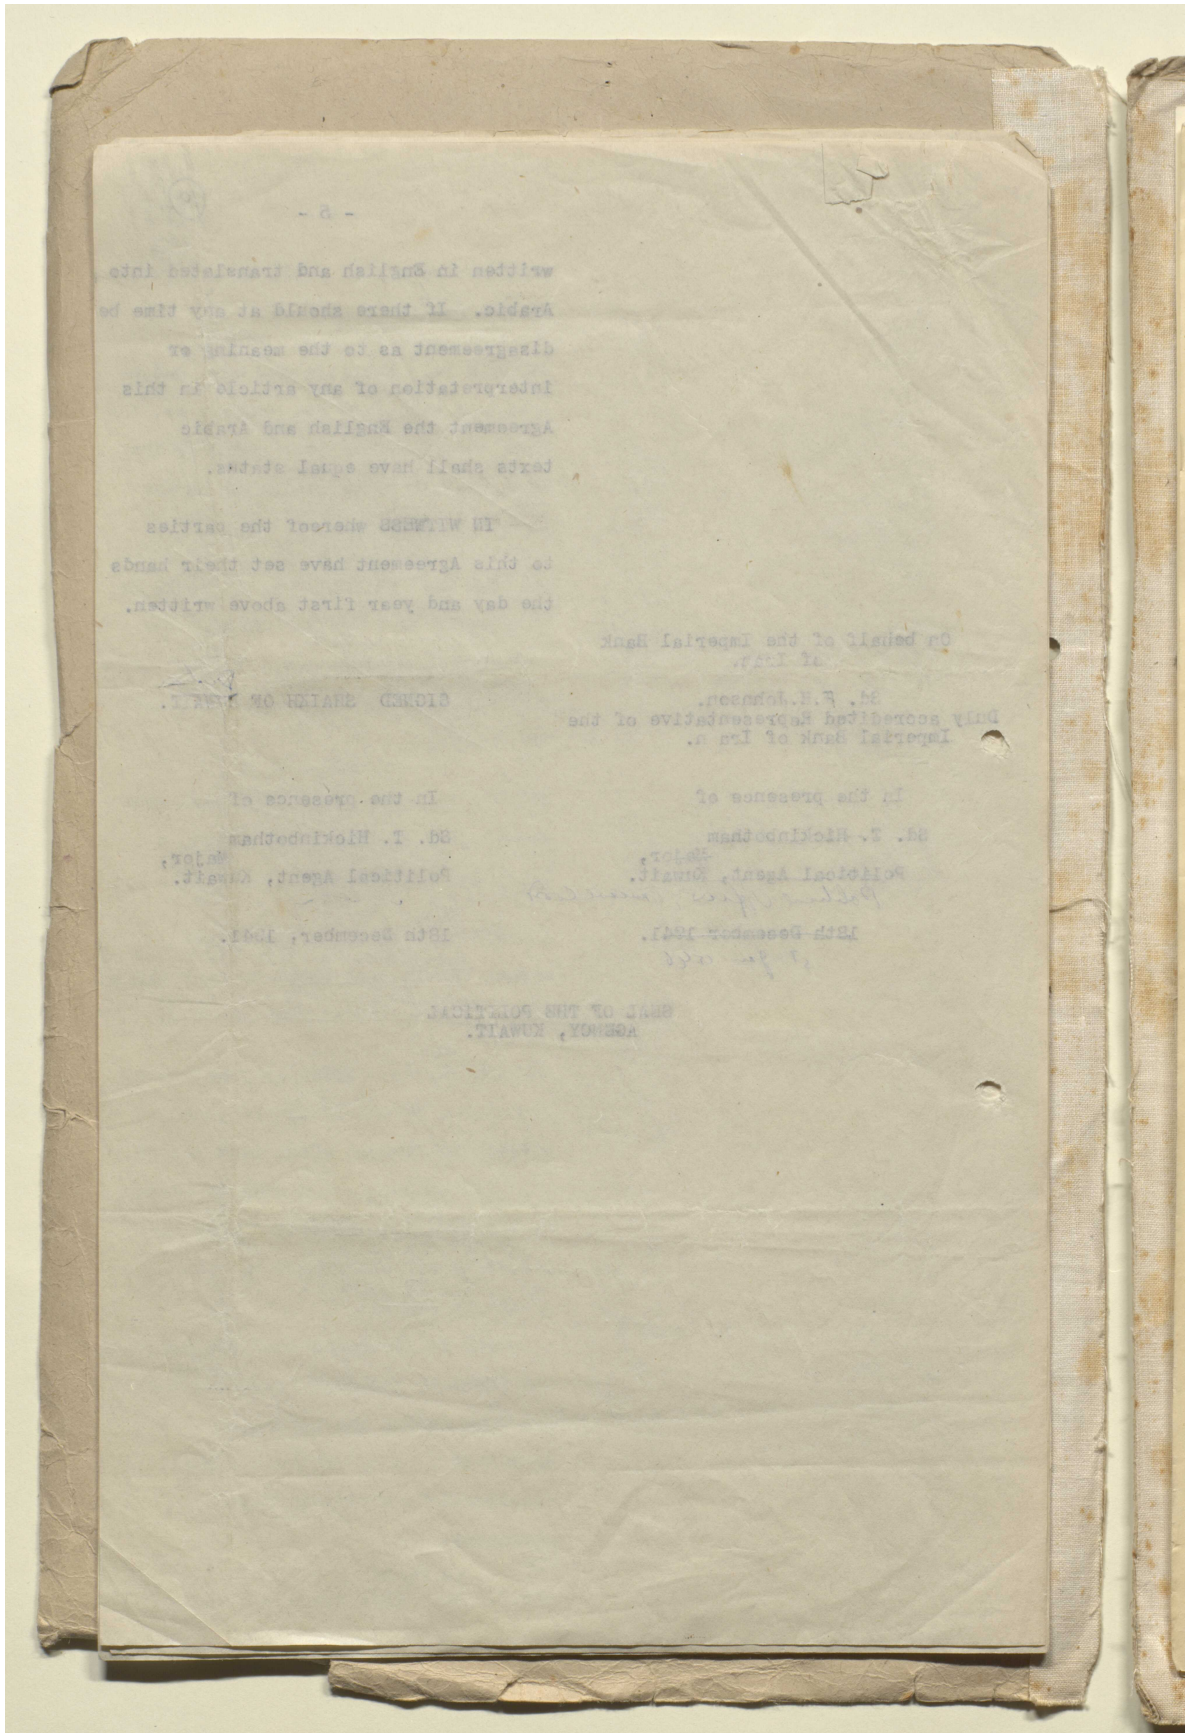 - 5 -
written in English and translated into
Arabic. If there should at any time be
disagreement as to the meaning or
interpretation of any article in this
Agreement the English and Arabic
texts shall have equal status.
IN WITNESS whereof the parties
to this Agreement have set their hands
the day and year first above written.
On behalf of the Imperial Bank
of Iran.
Sd. F.H.Johnson.
Duly accredited Representative of the
Imperial Bank of Iran.
SIGNED SHAIKH OF KUWAIT.
In the presence of
Sd. T. Hickinbotham
Major,
Political Agent, Kuwait.
18th December 1941.
In the presence of
Sd. T. Hickinbotham
Major,
Political Agent, Kuwait.
18th December, 1941.
SEAL OF THE POLITICAL
AGENCY, KUWAIT.